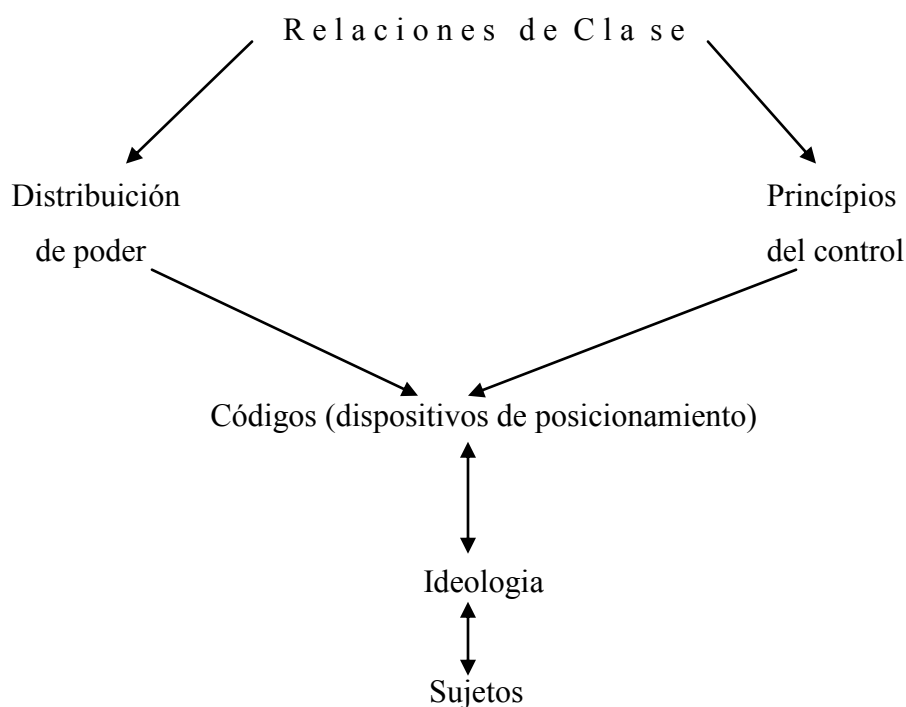 Relaciones de Clase
Distribuición
Princípios
de poder
del control
Códigos (dispositivos de posicionamiento)
Ideologia
Sujetos